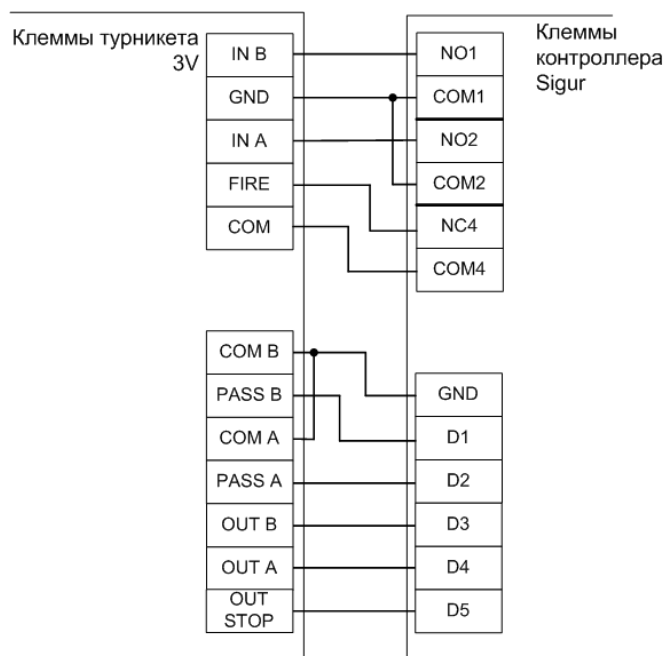 Клеммы турникета
3V
Клеммы
контроллера
Sigur
IN B
NO1
GND
COM1
IN A
NO2
FIRE
COM2
COM
NC4
COM4
COM B
PASS B
GND
COM A
D1
PASS A
D2
OUT B
D3
OUT A
D4
OUT
STOP
D5